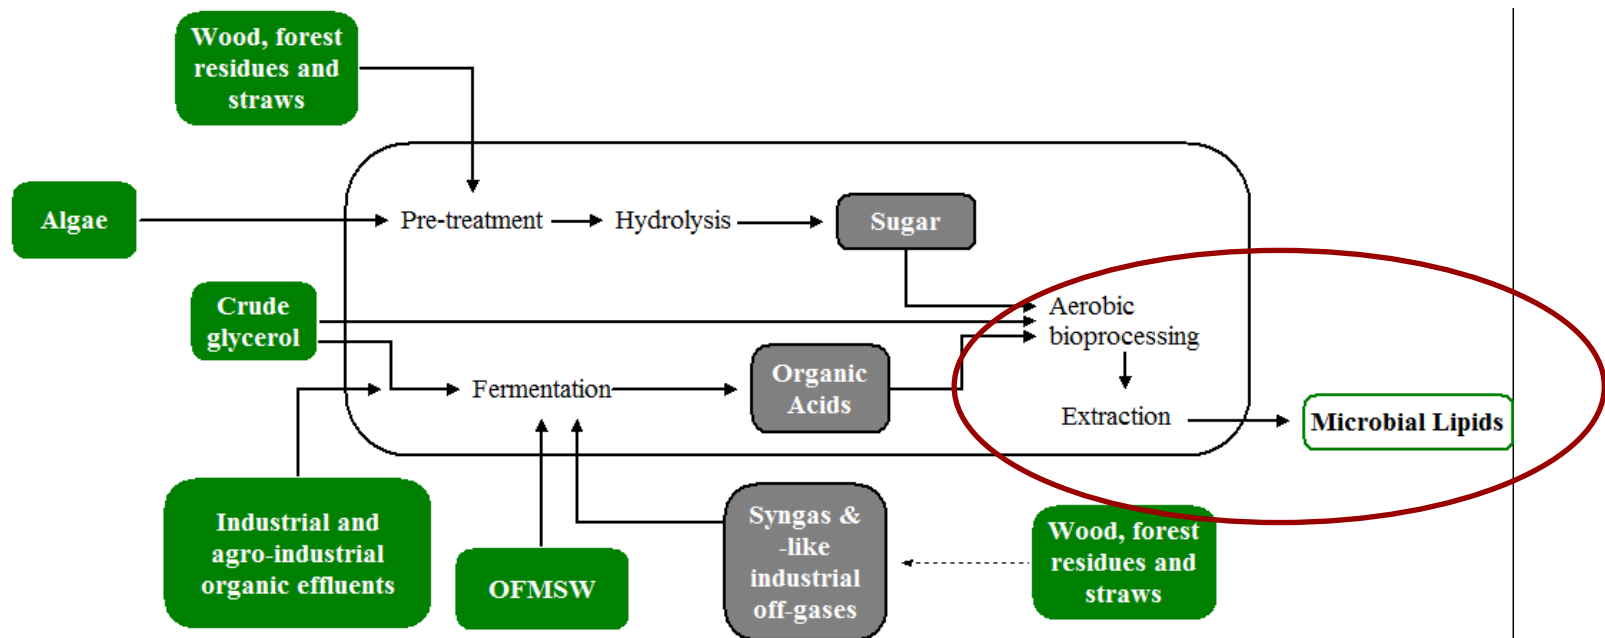 Wood, forest
residues and
straws
Algae
Pre-treatment
Hydrolysis
Sugar
Crude
glycerol
Aerobic
bioprocessing
Fermentation
Organic
Acids
Extraction
Microbial Lipids
Industrial and
agro-industrial
organic effluents
OFMSW
Syngas &
-like
industrial
off-gases
Wood, forest
residues and
straws